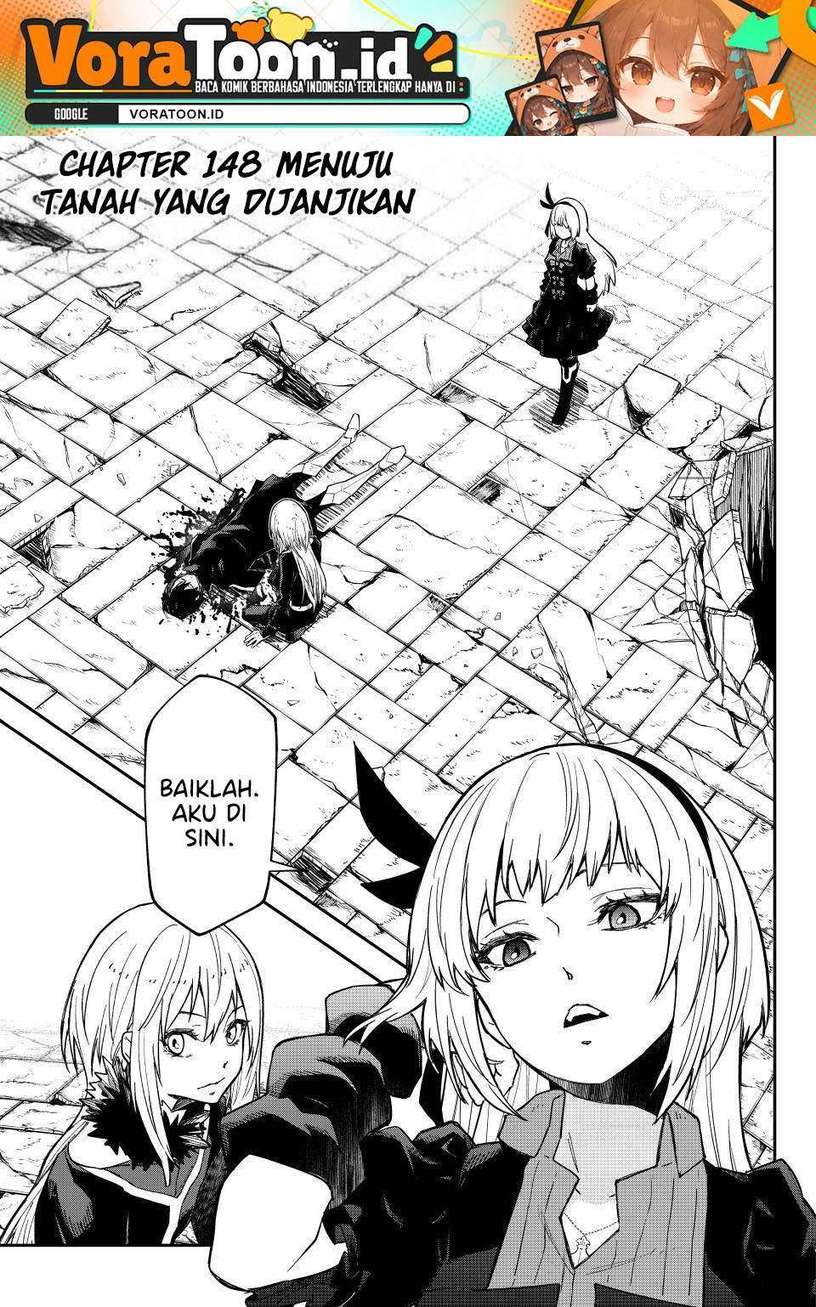 VoraToon.id
BACA KOMIK BERBAHASA INDONESIA TERLENGKAP HANYA DI :
GOOGLE VORATOON.ID
CHAPTER 148 MENUJU
TANAH YANG DIJANJIKAN
BAIKLAH.
AKU DI
SINI.